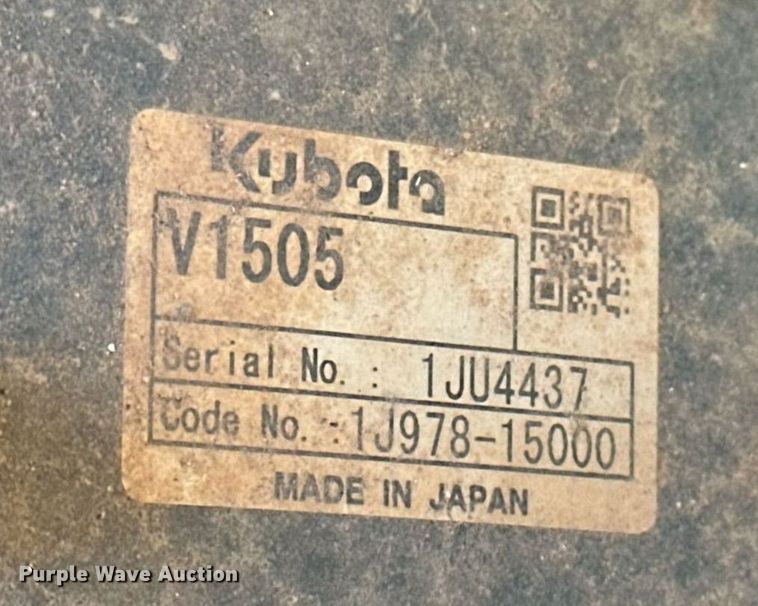 Kubota
V1505
Serial No. : 1JU4437
Code No. : 1J978-15000
MADE IN JAPAN
Purple Wave Auction